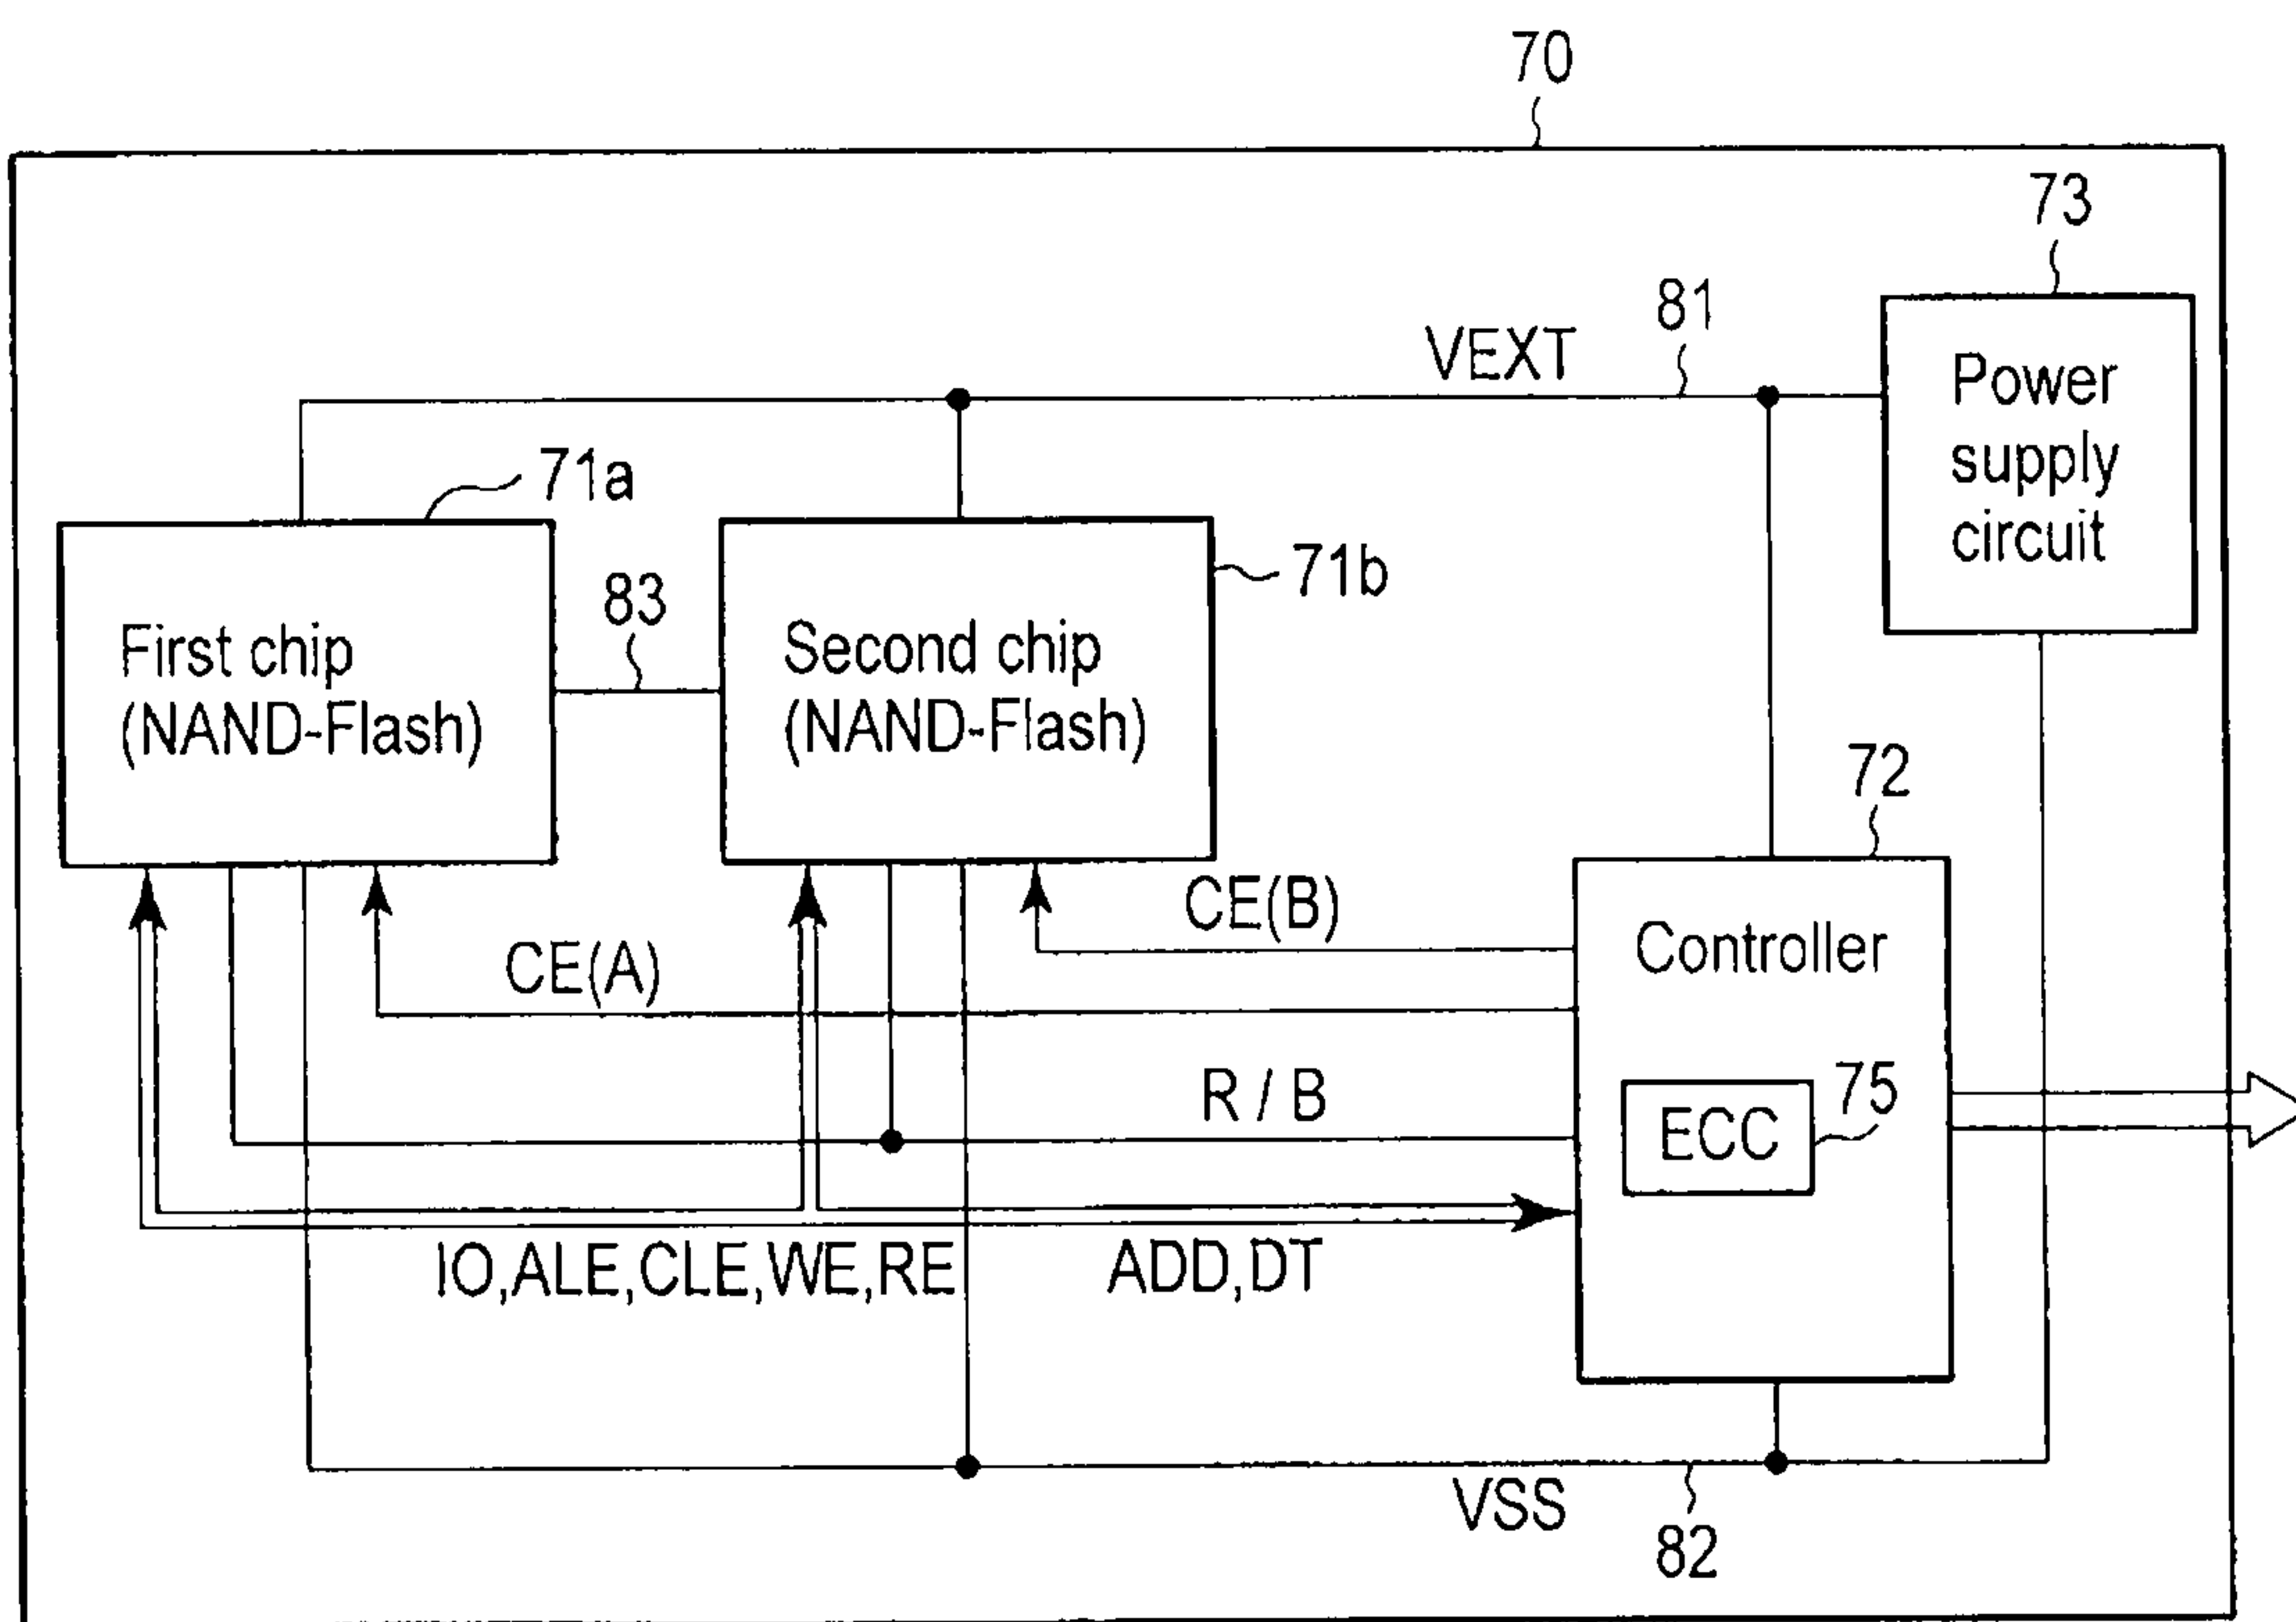 70
73
81
VEXT
Power
supply
circuit
71a
71b
83
First chip
(NAND-Flash)
Second chip
(NAND-Flash)
72
CE(B)
Controller
CE(A)
R / B
75
ECC
IO,ALE,CLE,WE,RE
ADD,DT
VSS
82